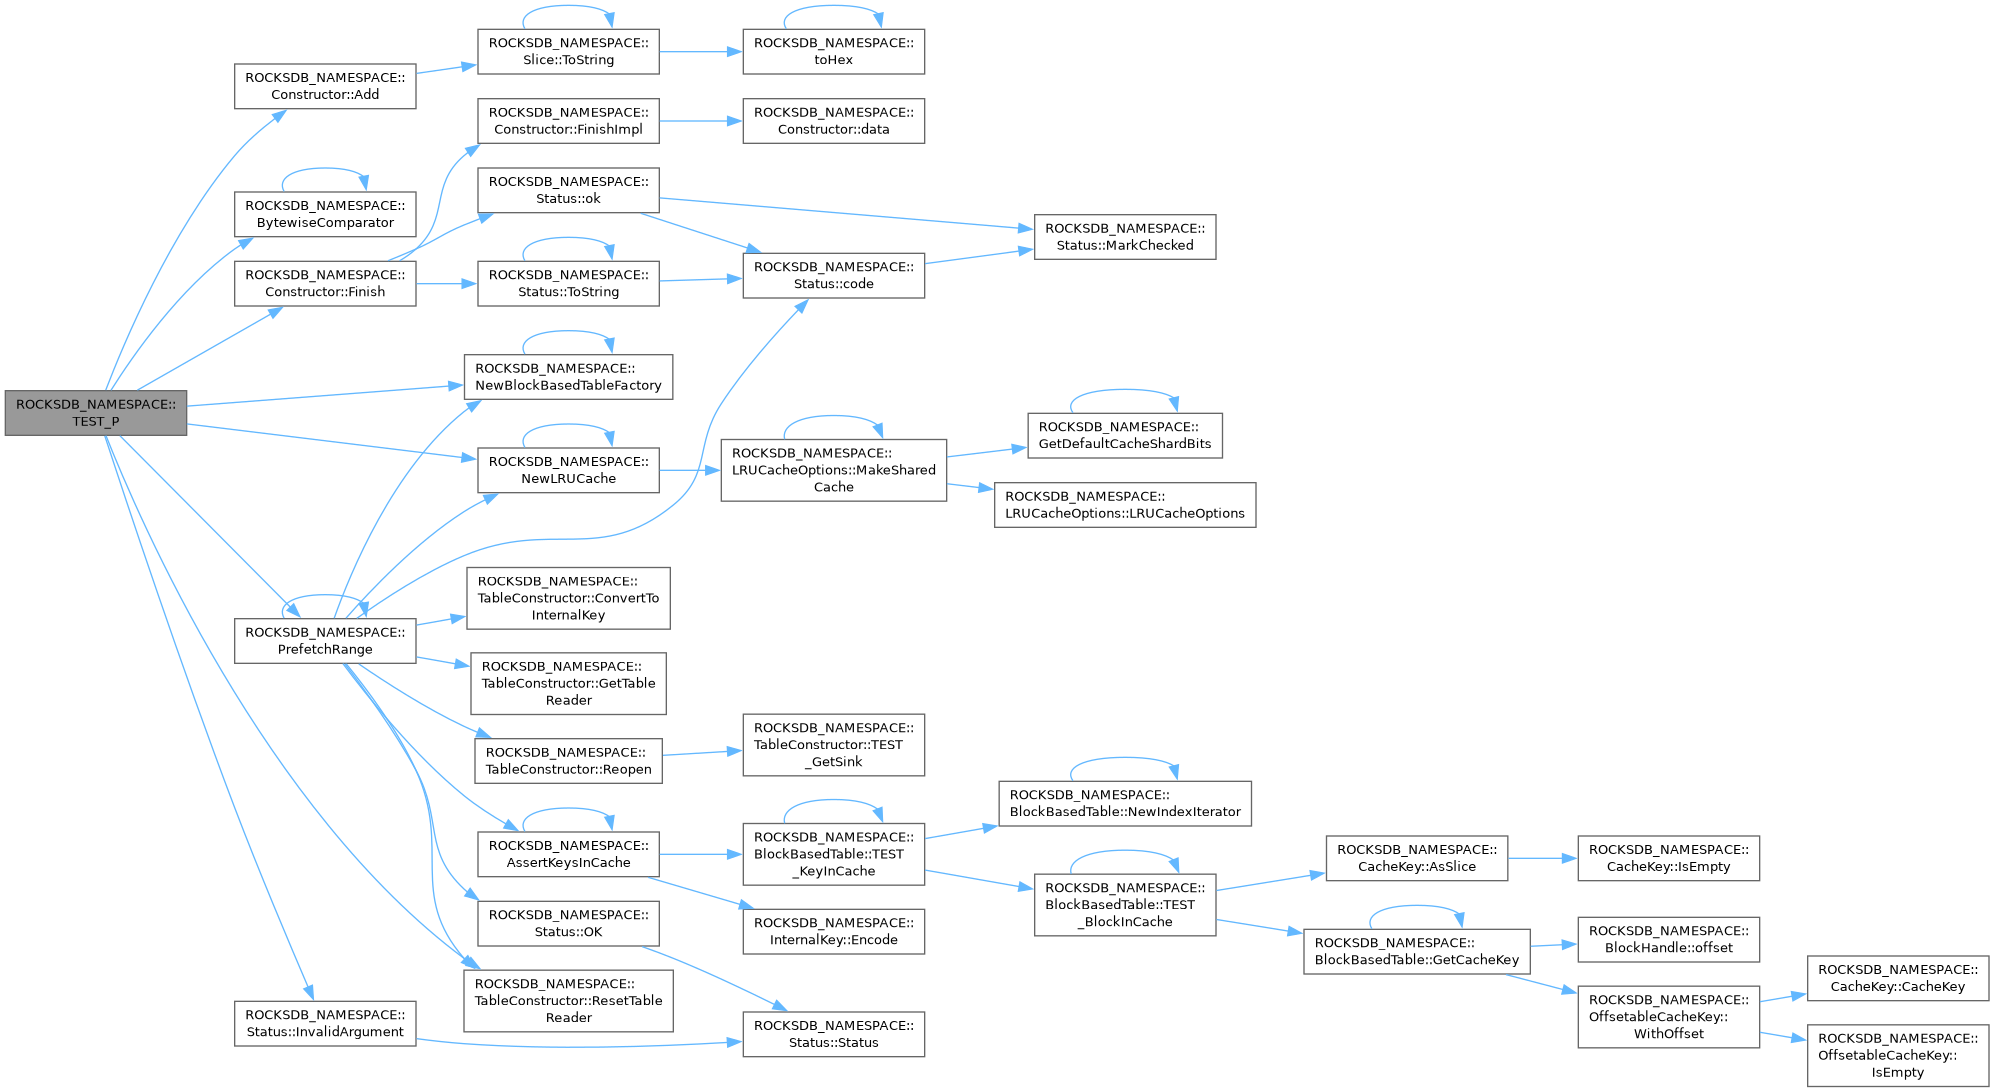 ROCKSDB_NAMESPACE::
TEST_P
ROCKSDB_NAMESPACE::
Constructor::Add
ROCKSDB_NAMESPACE::
Slice::ToString
ROCKSDB_NAMESPACE::
toHex
ROCKSDB_NAMESPACE::
BytewiseComparator
ROCKSDB_NAMESPACE::
Constructor::Finish
ROCKSDB_NAMESPACE::
Constructor::FinishImpl
ROCKSDB_NAMESPACE::
Constructor::data
ROCKSDB_NAMESPACE::
Status::ok
ROCKSDB_NAMESPACE::
Status::ToString
ROCKSDB_NAMESPACE::
Status::code
ROCKSDB_NAMESPACE::
Status::MarkChecked
ROCKSDB_NAMESPACE::
NewBlockBasedTableFactory
ROCKSDB_NAMESPACE::
NewLRUCache
ROCKSDB_NAMESPACE::
LRUCacheOptions::MakeShared
Cache
ROCKSDB_NAMESPACE::
GetDefaultCacheShardBits
ROCKSDB_NAMESPACE::
LRUCacheOptions::LRUCacheOptions
ROCKSDB_NAMESPACE::
PrefetchRange
ROCKSDB_NAMESPACE::
TableConstructor::ConvertTo
InternalKey
ROCKSDB_NAMESPACE::
TableConstructor::GetTable
Reader
ROCKSDB_NAMESPACE::
TableConstructor::Reopen
ROCKSDB_NAMESPACE::
TableConstructor::TEST
_GetSink
ROCKSDB_NAMESPACE::
AssertKeysInCache
ROCKSDB_NAMESPACE::
BlockBasedTable::TEST
_KeyInCache
ROCKSDB_NAMESPACE::
BlockBasedTable::NewIndexIterator
ROCKSDB_NAMESPACE::
BlockBasedTable::TEST
_BlockInCache
ROCKSDB_NAMESPACE::
CacheKey::AsSlice
ROCKSDB_NAMESPACE::
CacheKey::IsEmpty
ROCKSDB_NAMESPACE::
BlockBasedTable::GetCacheKey
ROCKSDB_NAMESPACE::
BlockHandle::offset
ROCKSDB_NAMESPACE::
OffsetableCacheKey::
WithOffset
ROCKSDB_NAMESPACE::
CacheKey::CacheKey
ROCKSDB_NAMESPACE::
OffsetableCacheKey::
IsEmpty
ROCKSDB_NAMESPACE::
InternalKey::Encode
ROCKSDB_NAMESPACE::
Status::OK
ROCKSDB_NAMESPACE::
TableConstructor::ResetTable
Reader
ROCKSDB_NAMESPACE::
Status::InvalidArgument
ROCKSDB_NAMESPACE::
Status::Status